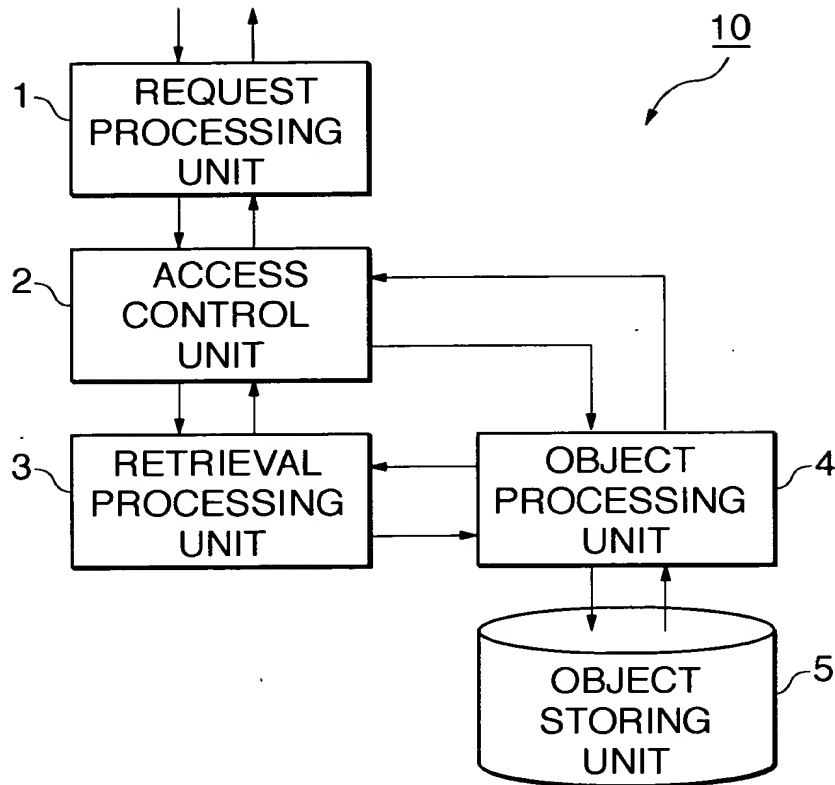 10
1
REQUEST
PROCESSING
UNIT
2
ACCESS
CONTROL
UNIT
3
RETRIEVAL
PROCESSING
UNIT
OBJECT
PROCESSING
UNIT
4
OBJECT
STORING
UNIT
5